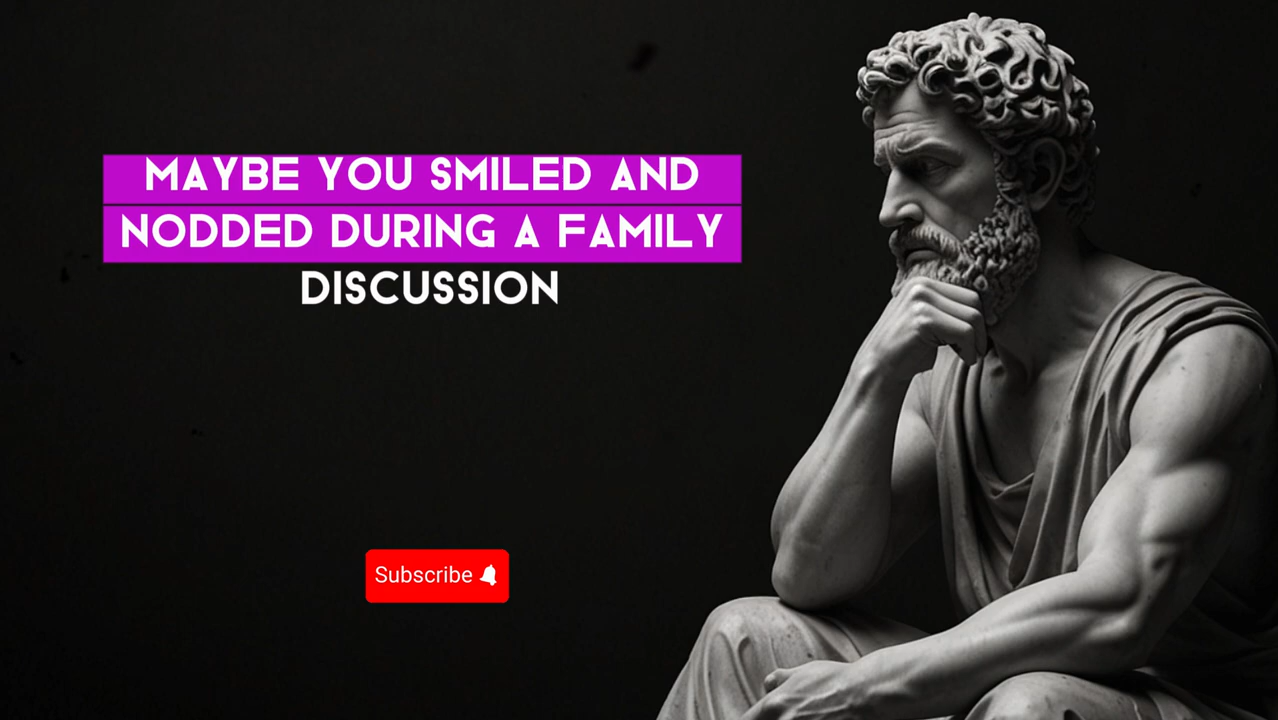 MAYBE YOU SMILED AND
NODDED DURING A FAMILY
DISCUSSION
Subscribe